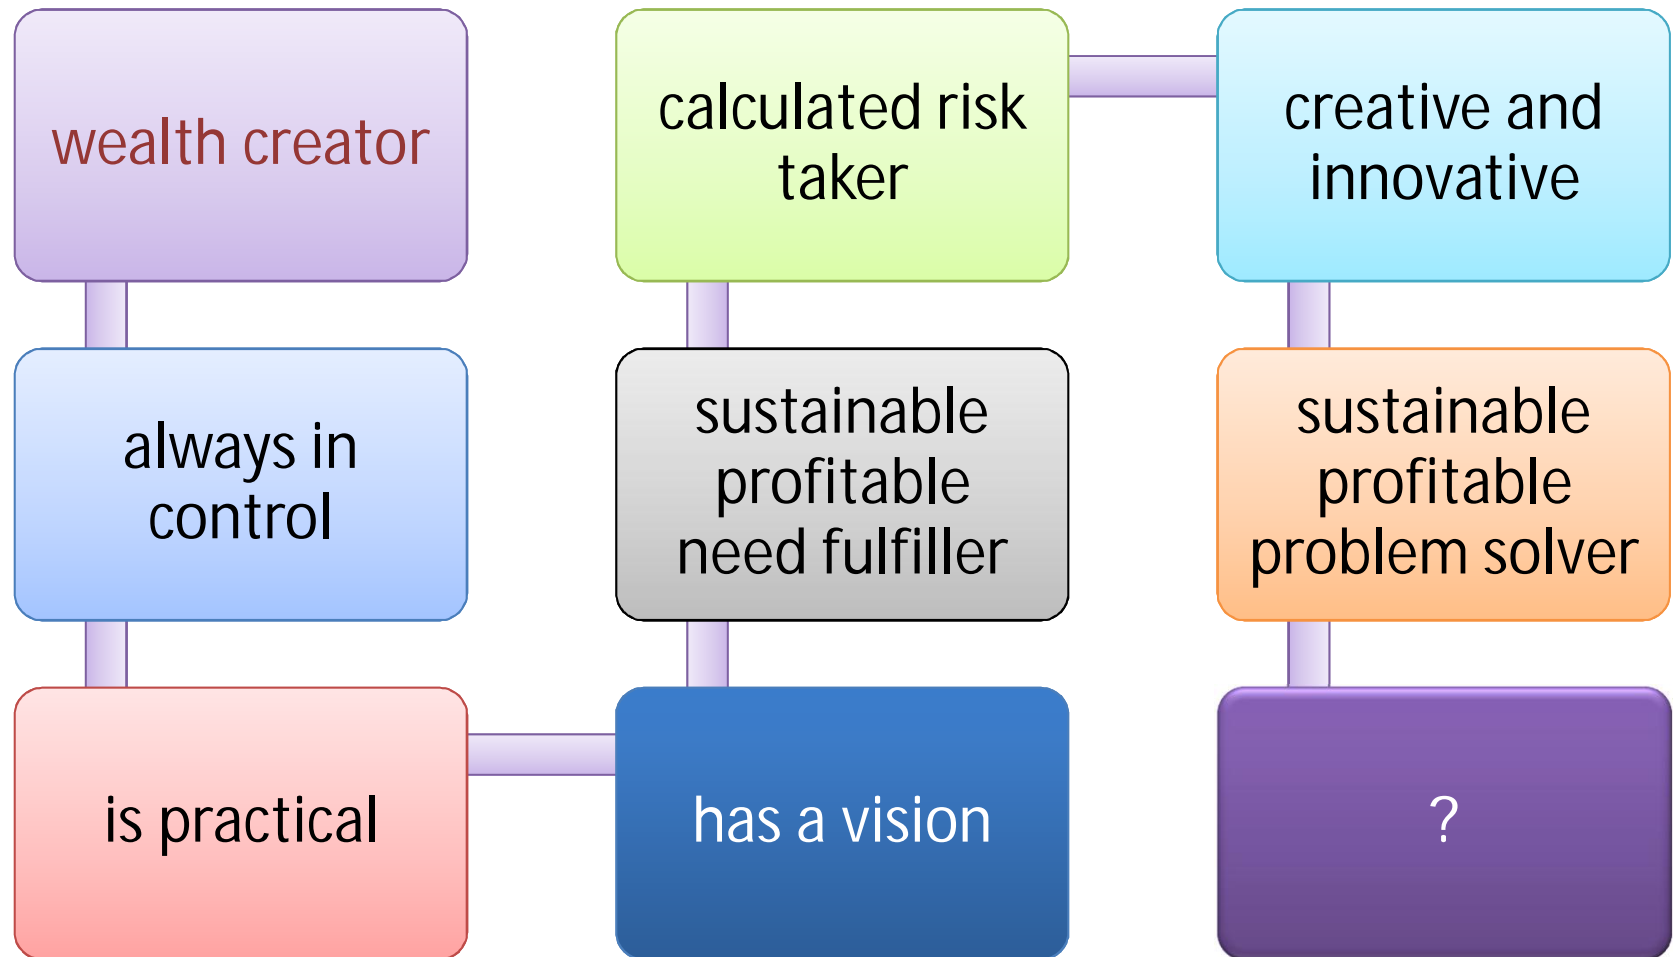 wealth creator
always in
control
is practical
has a vision
sustainable
profitable
need fulfiller
calculated risk
taker
creative and
innovative
sustainable
profitable
problem solver
?